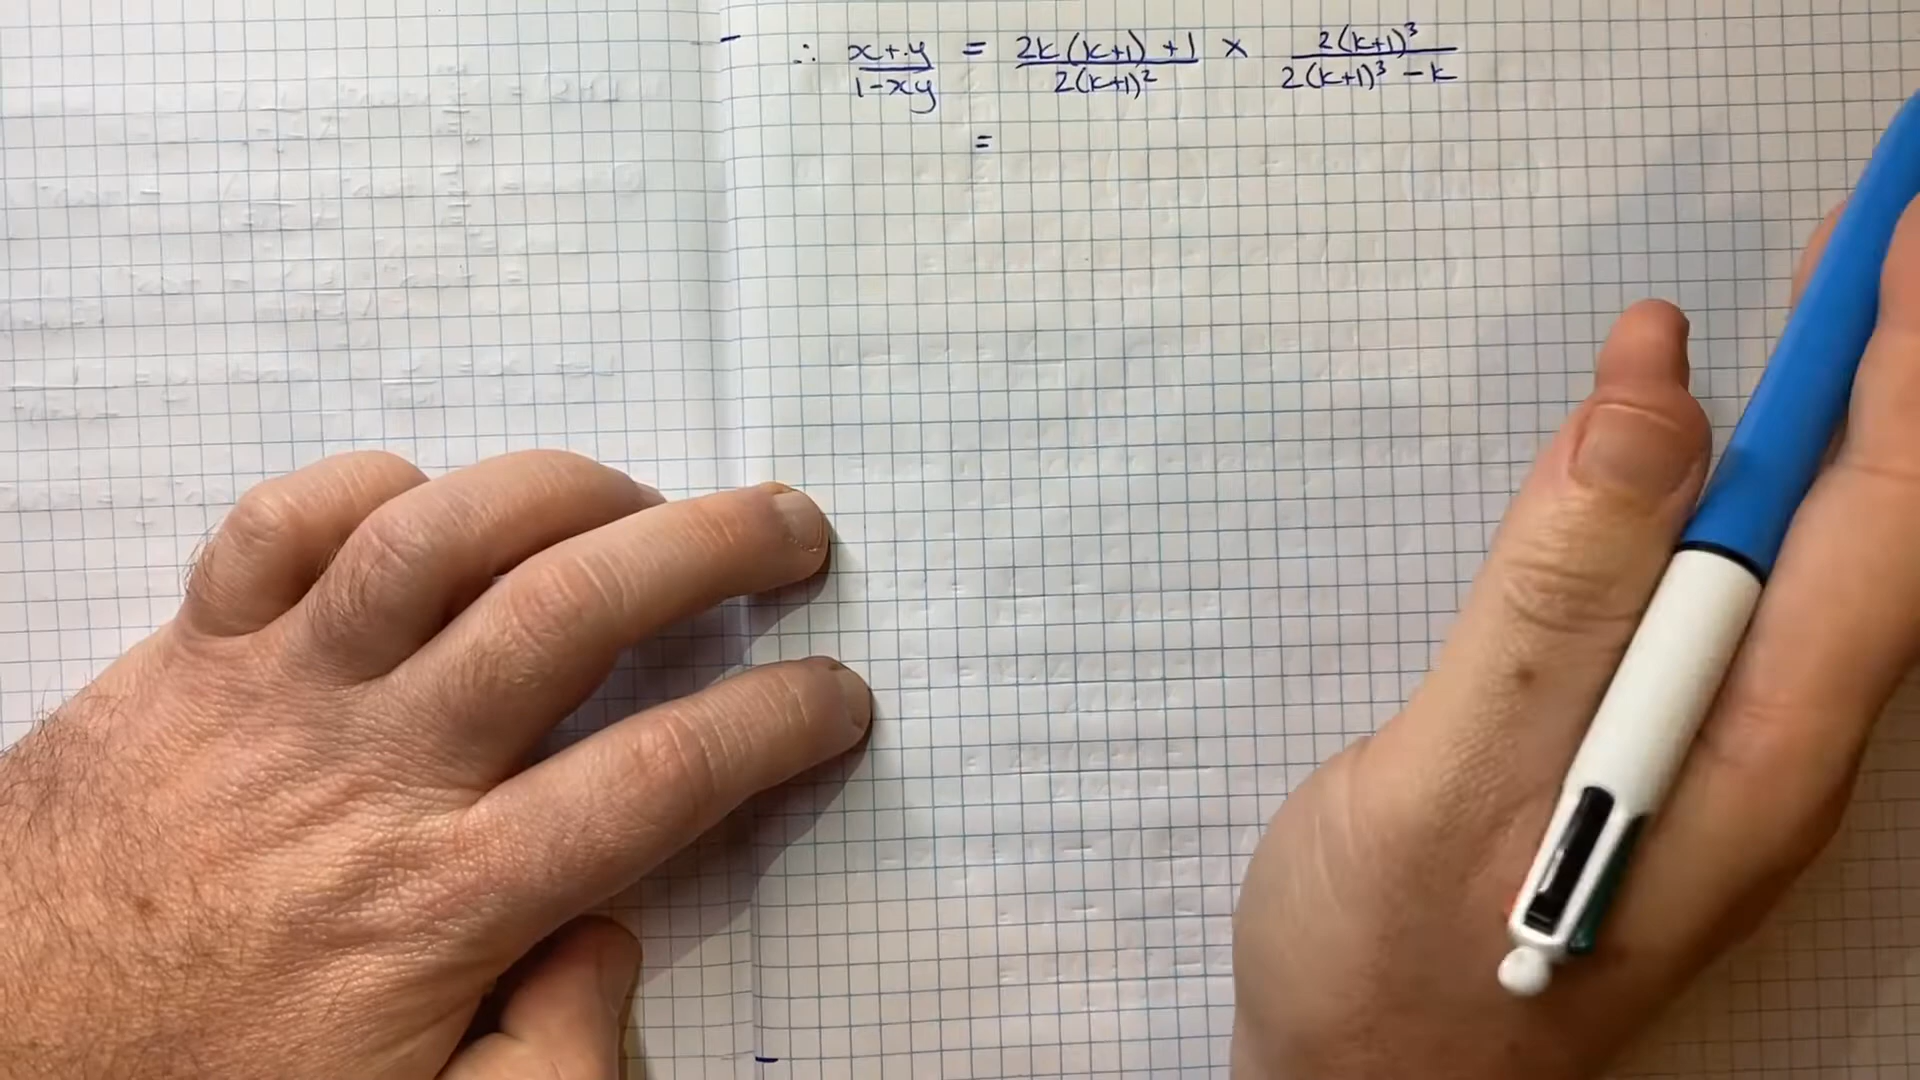 ∴ x+y/1-xy = 2k(k+1)+1/2(k+1)² × 2(k+1)³/2(k+1)³-k
=